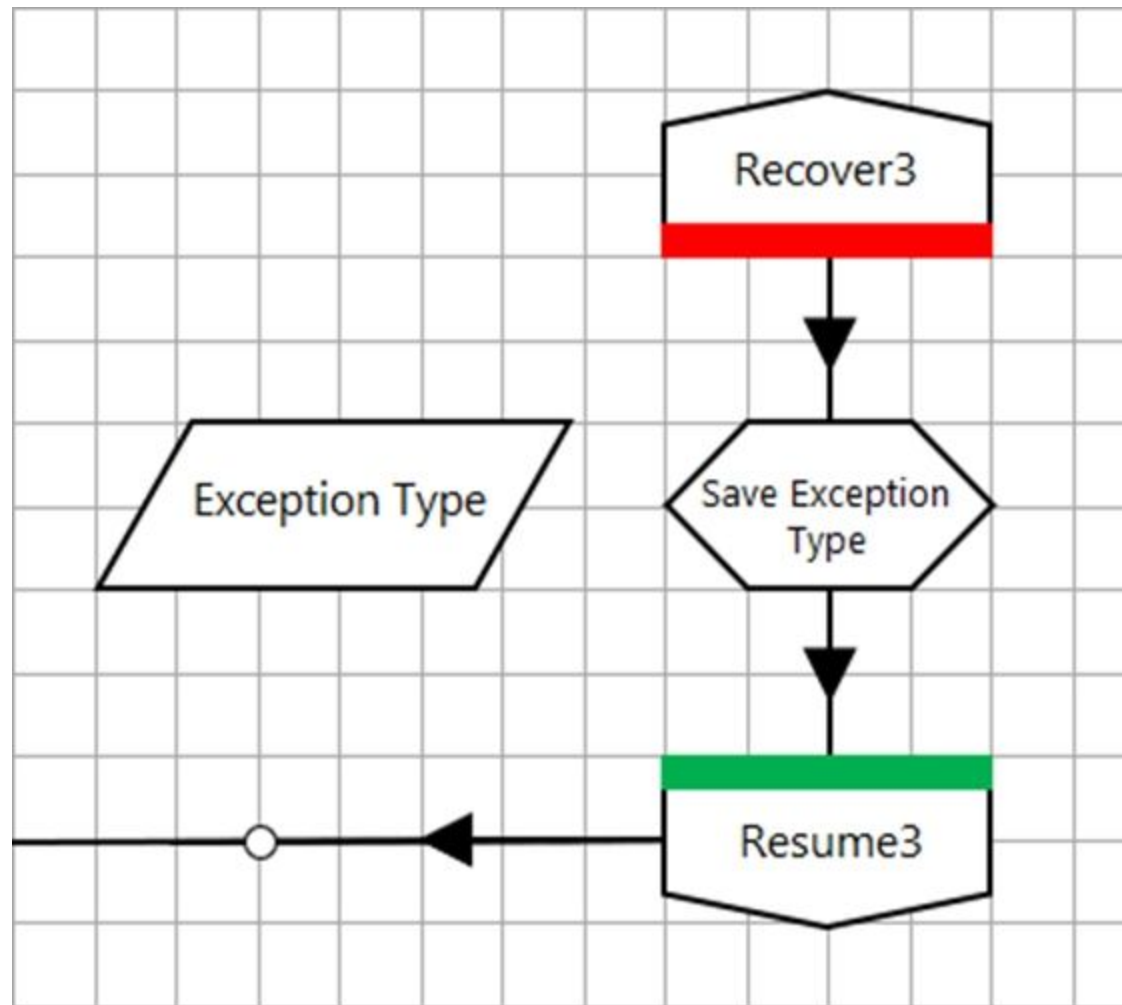 Recover3
Exception Type
Save Exception
Type
Resume3